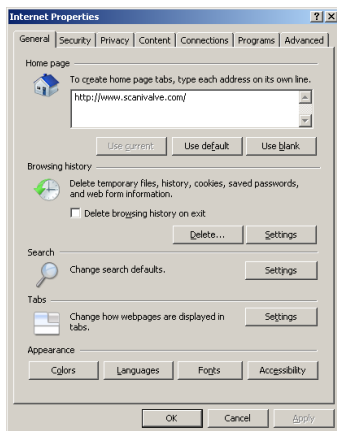 Internet Properties
General Security Privacy Content Connections Programs Advanced
Home page
To create home page tabs, type each address on its own line.
http://www.scanivalve.com/
Use current Use default Use blank
Browsing history
Delete temporary files, history, cookies, saved passwords,
and web form information.
Delete browsing history on exit
Delete... Settings
Search
Change search defaults. Settings
Tabs
Change how webpages are displayed in
tabs. Settings
Appearance
Colors Languages Fonts Accessibility
OK Cancel Apply